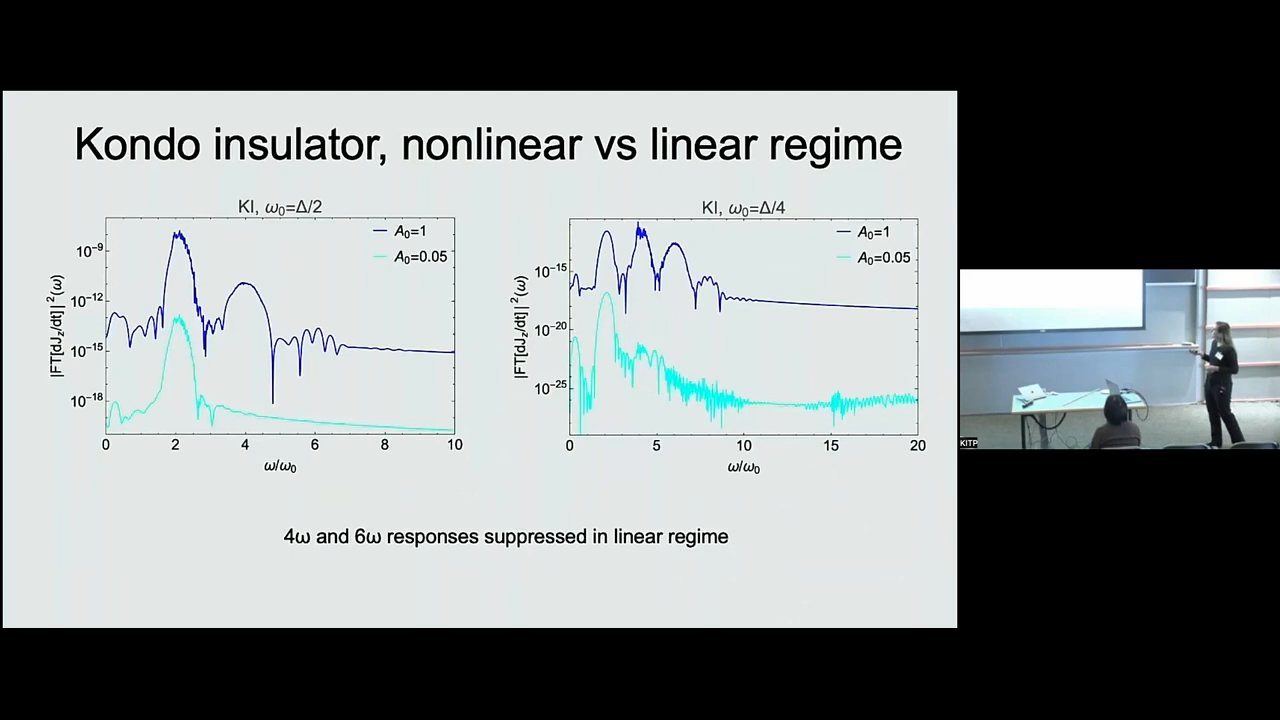 Kondo insulator, nonlinear vs linear regime
KI, ω₀=Δ/2
A₀=1
A₀=0.05
10⁻⁹
10⁻¹²
10⁻¹⁵
10⁻¹⁸
|FT[dJ_z/dt]|²(ω)
0 2 4 6 8 10
ω/ω₀
KI, ω₀=Δ/4
A₀=1
A₀=0.05
10⁻¹⁵
10⁻²⁰
10⁻²⁵
|FT[dJ_z/dt]|²(ω)
0 5 10 15 20
ω/ω₀
4ω and 6ω responses suppressed in linear regime
KITP